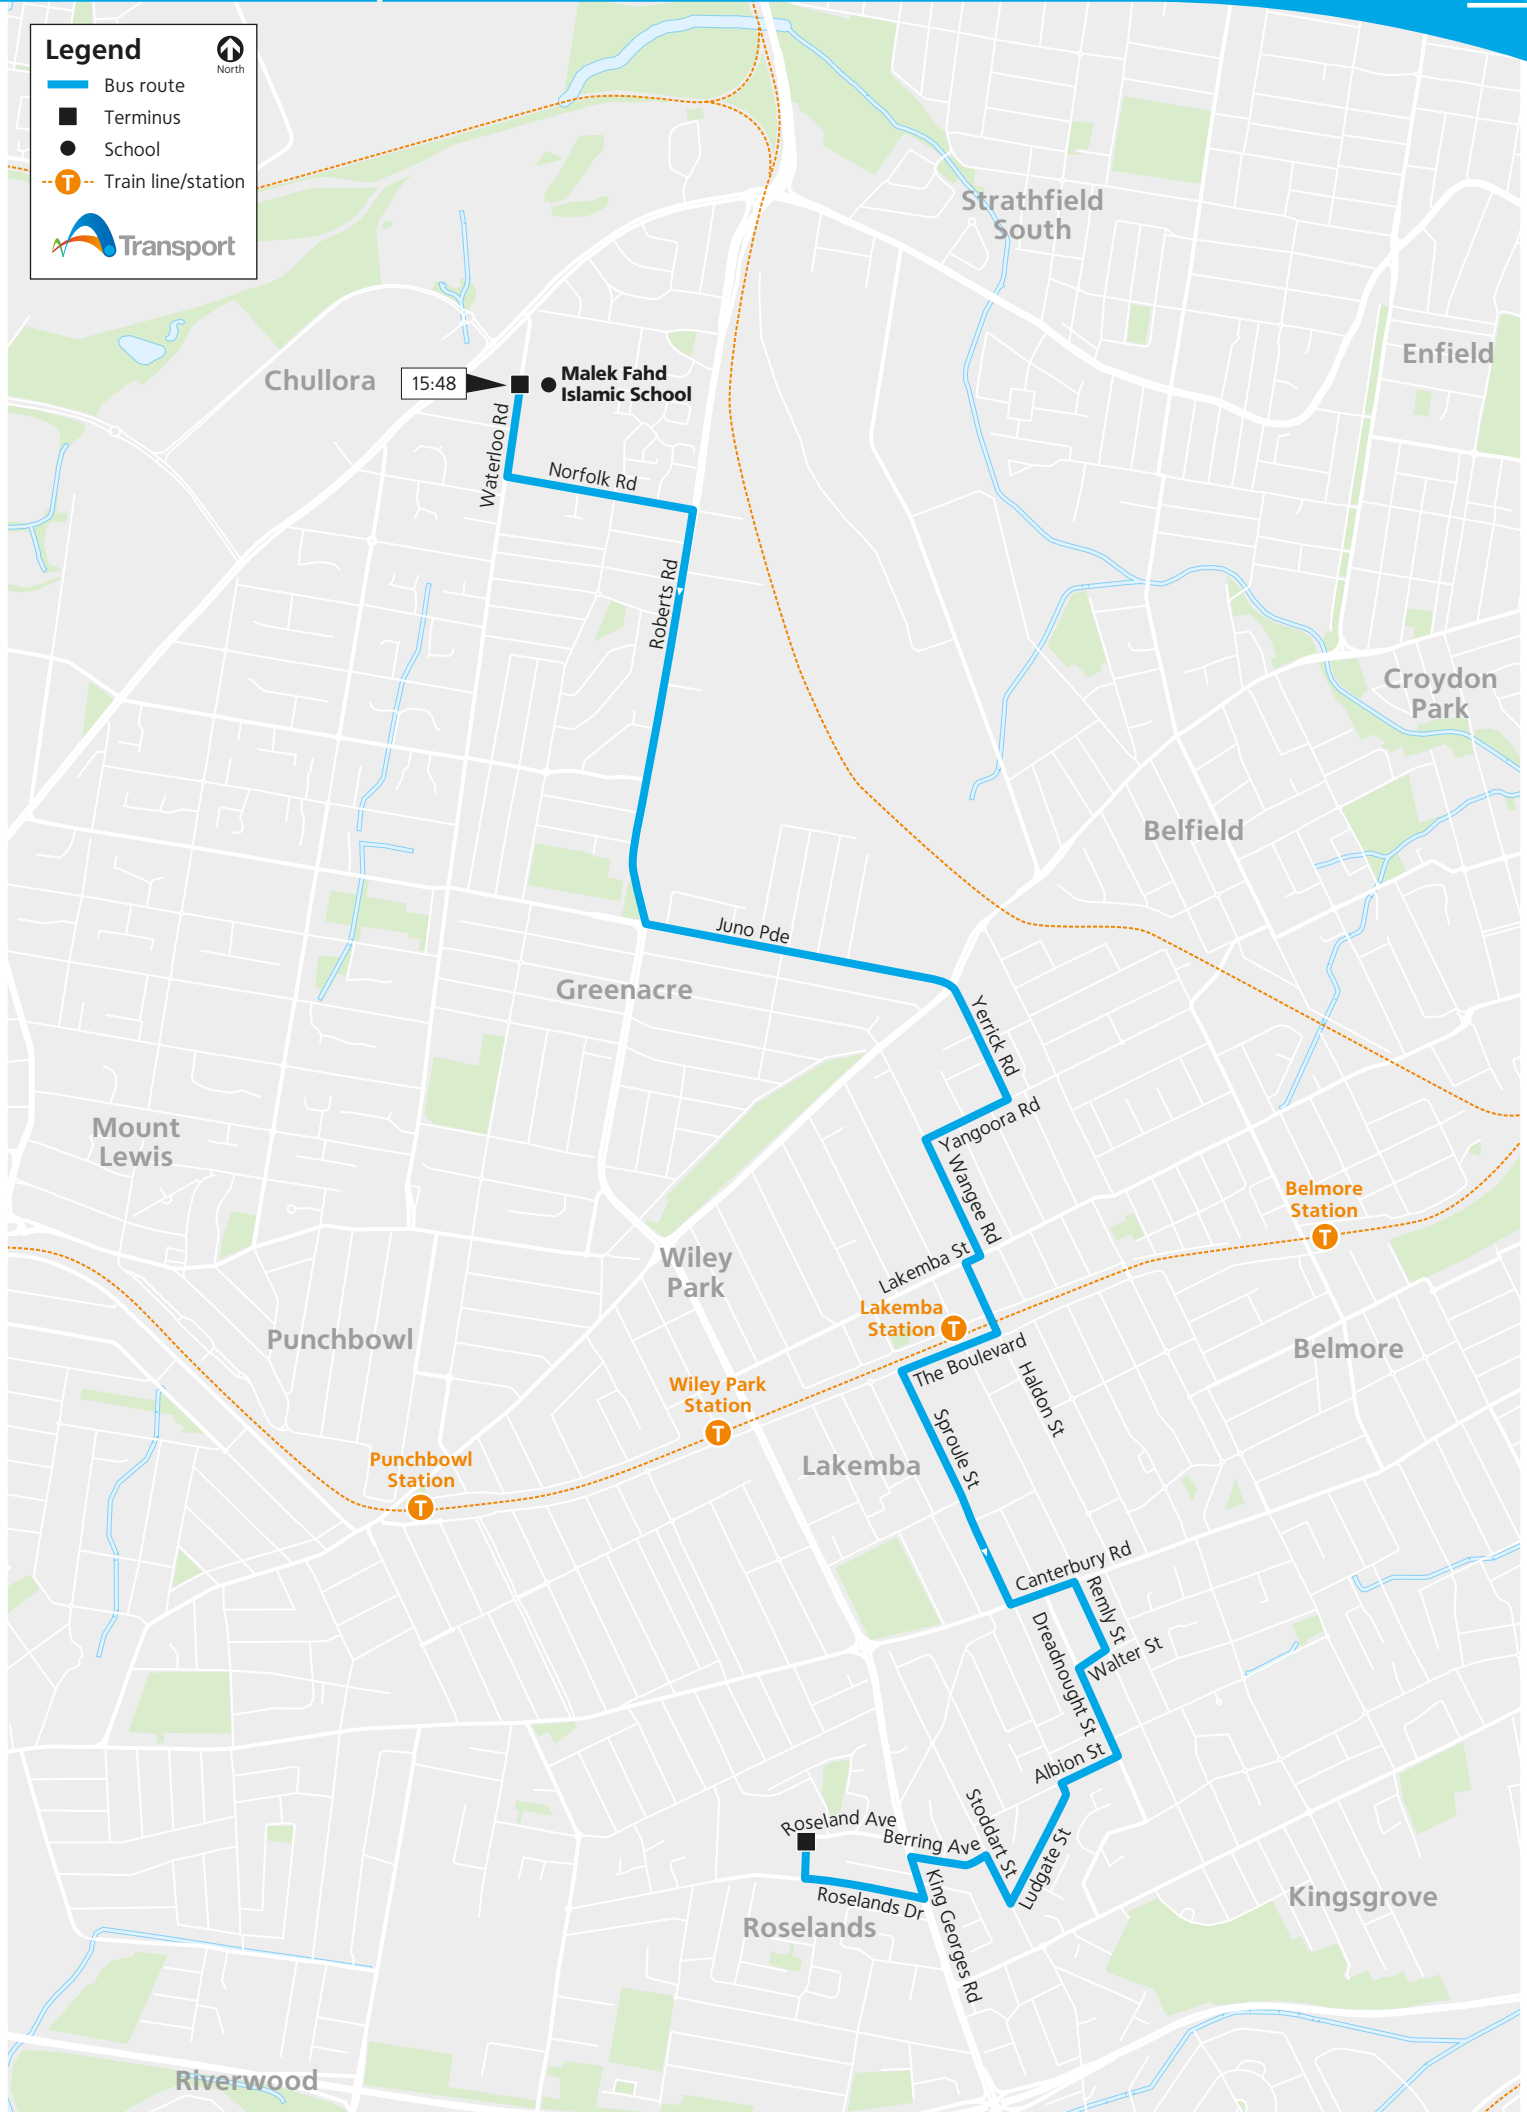 Legend
North
Bus route
Terminus
School
T
Train line/station
Transport
Strathfield
South
Enfield
Chullora
15:48
Malek Fahd
Islamic School
Waterloo Rd
Norfolk Rd
Roberts Rd
Croydon
Park
Belfield
Juno Pde
Greenacre
Yerrick Rd
Yangoora Rd
Mount
Lewis
Wangee Rd
Belmore
Station
T
Wiley
Park
Lakemba St
Lakemba
Station
T
Punchbowl
The Boulevard
Belmore
Haldon St
Wiley Park
Station
T
Sproule St
Punchbowl
Station
T
Lakemba
Canterbury Rd
Remly St
Dreadnought St
Walter St
Albion St
Stoddart St
Roseland Ave
Berring Ave
Ludgate St
King Georges Rd
Roselands Dr
Kingsgrove
Roselands
Riverwood